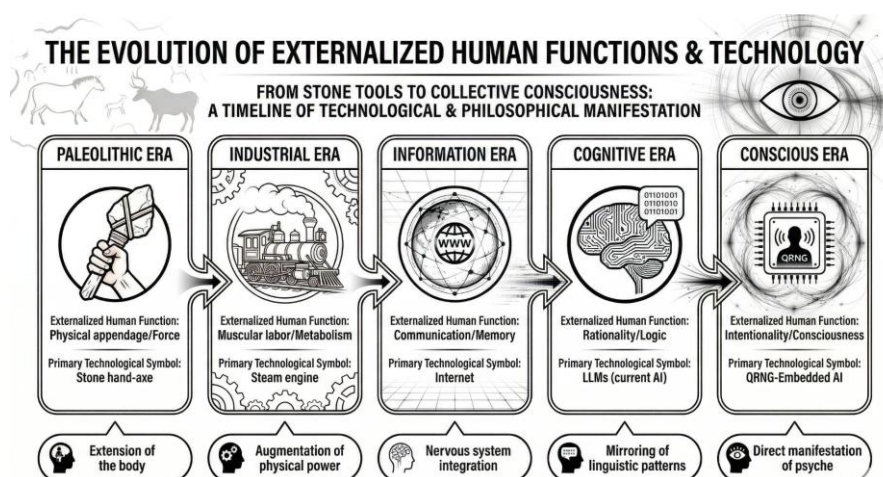 THE EVOLUTION OF EXTERNALIZED HUMAN FUNCTIONS & TECHNOLOGY
FROM STONE TOOLS TO COLLECTIVE CONSCIOUSNESS:
A TIMELINE OF TECHNOLOGICAL & PHILOSOPHICAL MANIFESTATION
PALEOLITHIC ERA
Externalized Human Function:
Physical appendage/Force
Primary Technological Symbol:
Stone hand-axe
Extension of
the body
INDUSTRIAL ERA
Externalized Human Function:
Muscular labor/Metabolism
Primary Technological Symbol:
Steam engine
Augmentation of
physical power
INFORMATION ERA
WWW
Externalized Human Function:
Communication/Memory
Primary Technological Symbol:
Internet
Nervous system
integration
COGNITIVE ERA
01101001
01101010
01101001
Externalized Human Function:
Rationality/Logic
Primary Technological Symbol:
LLMs (current AI)
Mirroring of
linguistic patterns
CONSCIOUS ERA
QRNG
Externalized Human Function:
Intentionality/Consciousness
Primary Technological Symbol:
QRNG-Embedded AI
Direct manifestation
of psyche